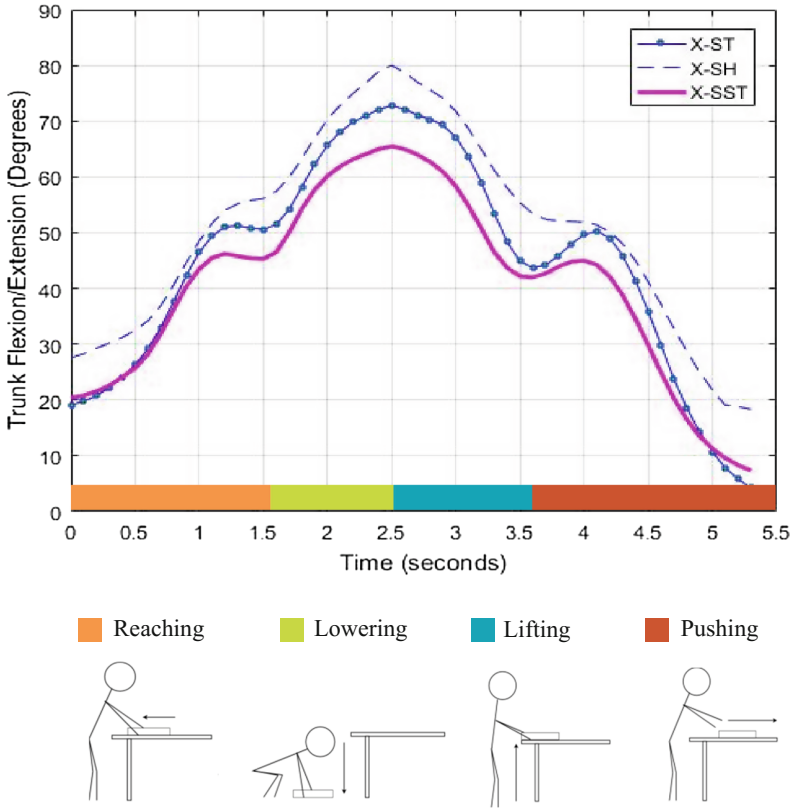 90
80
70
60
50
40
30
20
10
0
Trunk Flexion/Extension (Degrees)
X-ST
X-SH
X-SST
0 0.5 1 1.5 2 2.5 3 3.5 4 4.5 5 5.5
Time (seconds)
Reaching Lowering Lifting Pushing